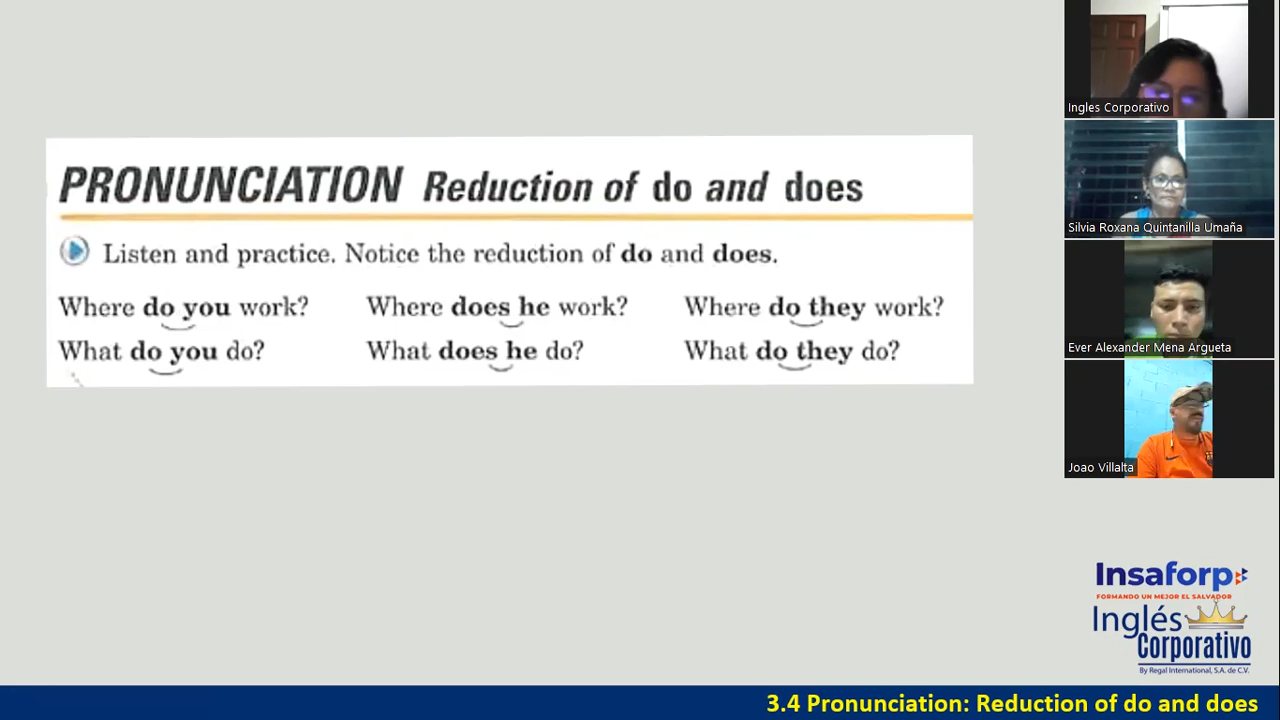 PRONUNCIATION Reduction of do and does
Listen and practice. Notice the reduction of do and does.
Where do you work? Where does he work? Where do they work?
What do you do? What does he do? What do they do?
Ingles Corporativo
Silvia Roxana Quintanilla Umaña
Ever Alexander Mena Argueta
Joao Villalta
Insaforp
FORMANDO UN MEJOR EL SALVADOR
Inglés
Corporativo
By Regal International, S.A. de C.V.
3.4 Pronunciation: Reduction of do and does